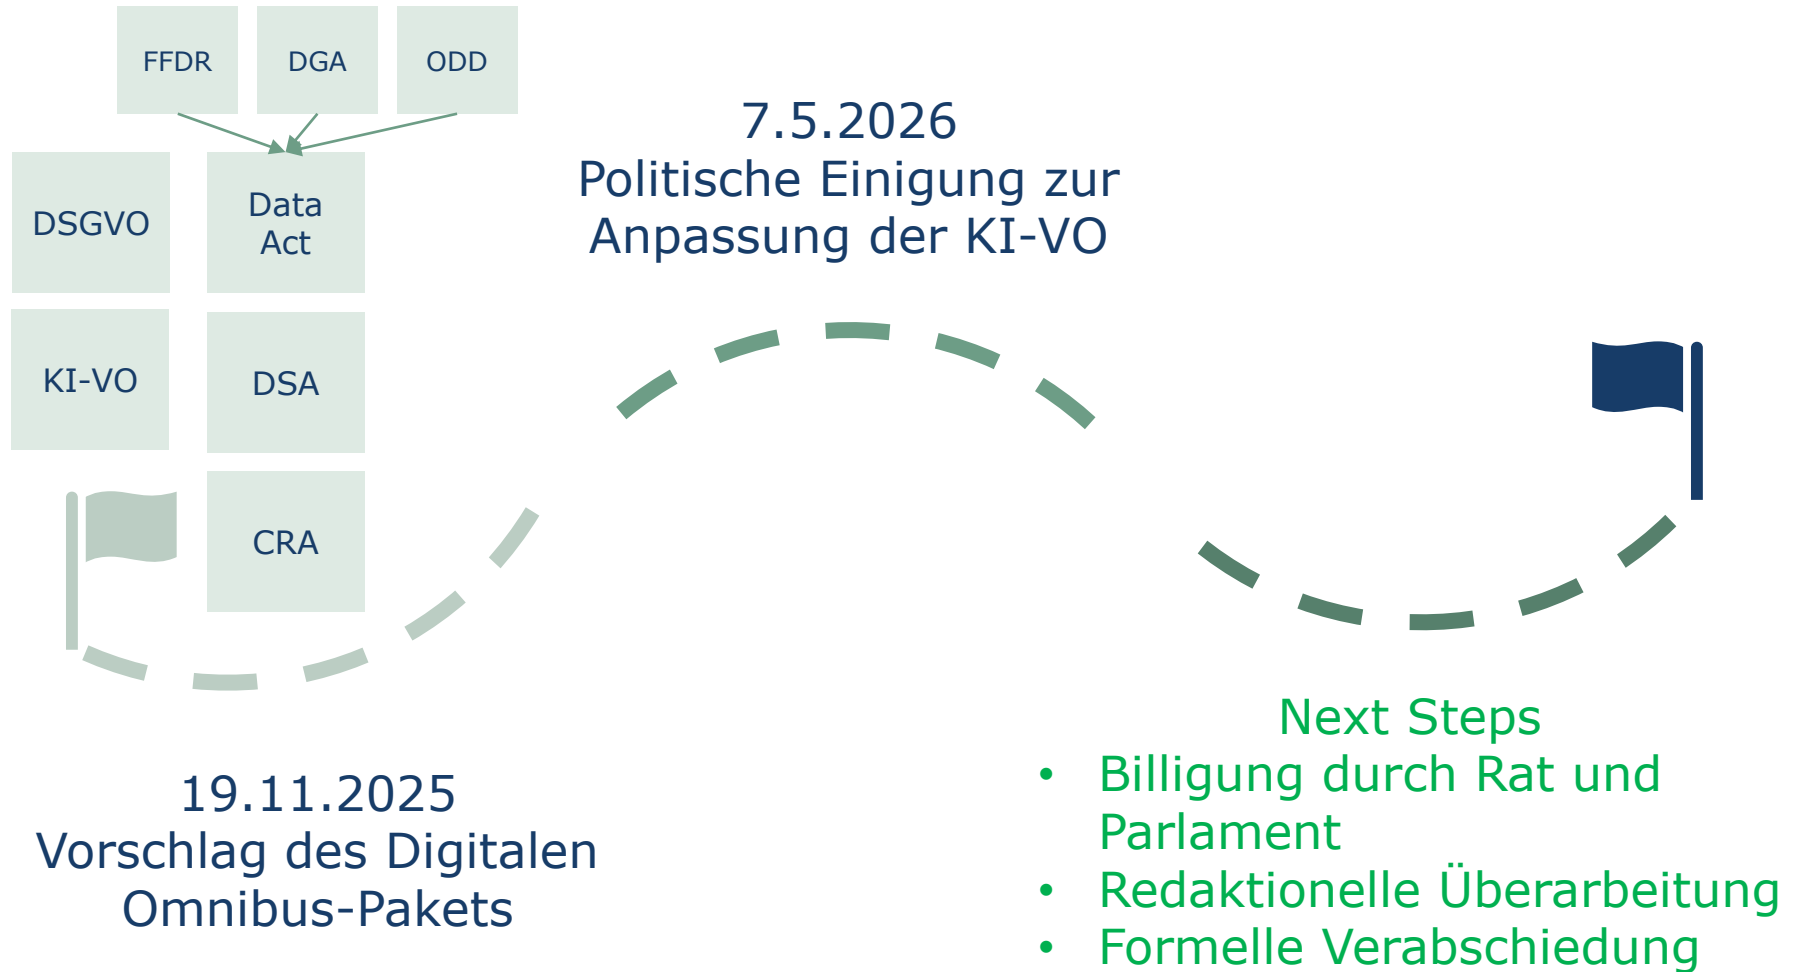 FFDR
DGA
ODD
DSGVO
Data
Act
KI-VO
DSA
CRA
7.5.2026
Politische Einigung zur
Anpassung der KI-VO
19.11.2025
Vorschlag des Digitalen
Omnibus-Pakets
Next Steps
• Billigung durch Rat und
Parlament
• Redaktionelle Überarbeitung
• Formelle Verabschiedung